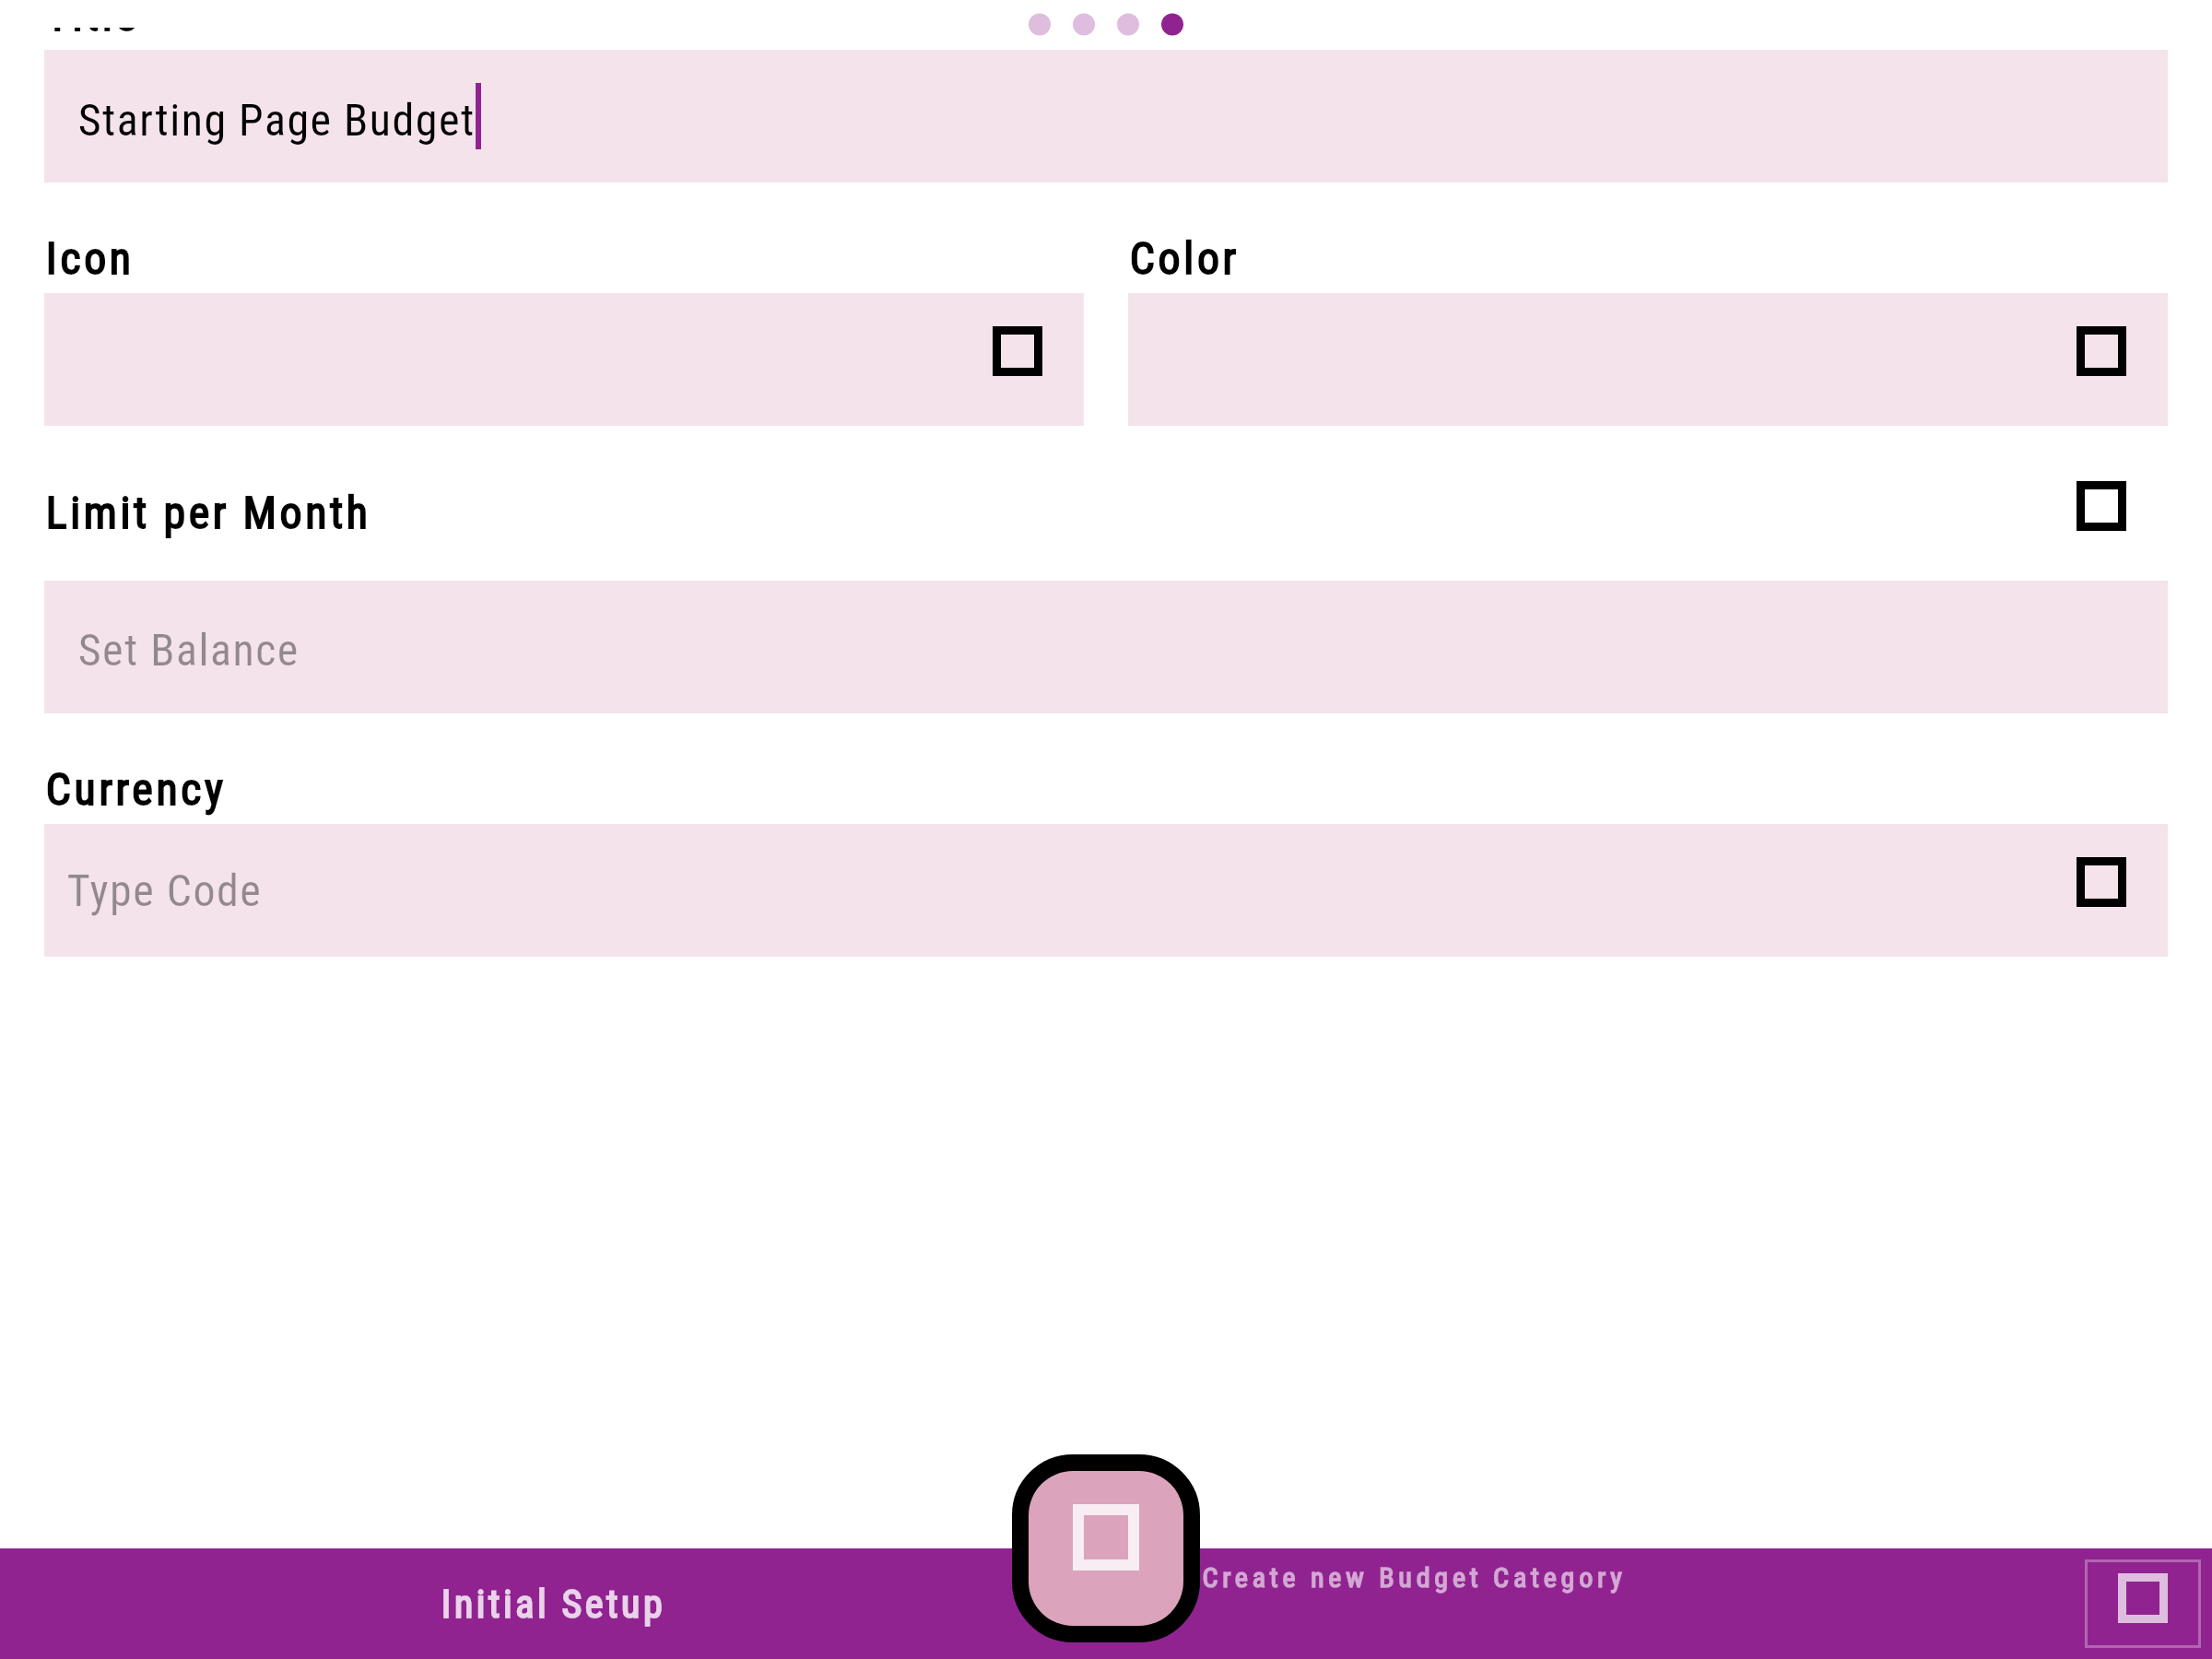 Starting Page Budget
Icon
Color
Limit per Month
Set Balance
Currency
Type Code
Initial Setup
Create new Budget Category